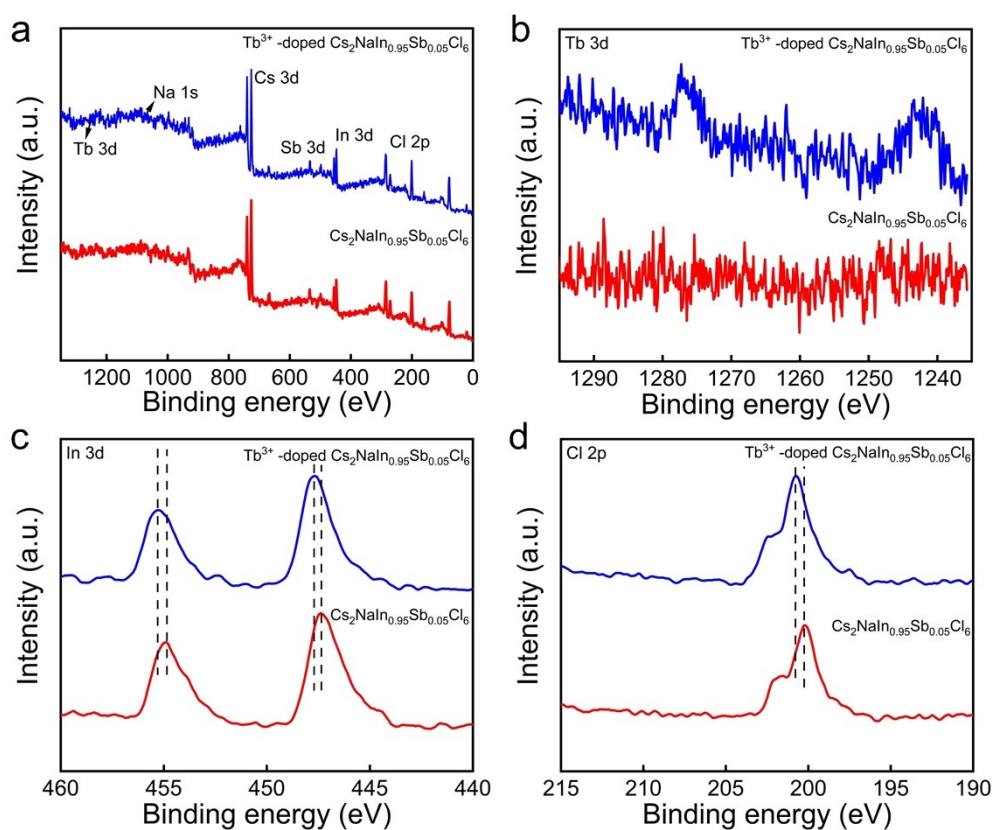 a
Tb³⁺ -doped Cs₂NaIn₀.₉₅Sb₀.₀₅Cl₆
Cs 3d
Na 1s
Tb 3d
Sb 3d
In 3d
Cl 2p
Cs₂NaIn₀.₉₅Sb₀.₀₅Cl₆
Intensity (a.u.)
1200 1000 800 600 400 200 0
Binding energy (eV)
b
Tb 3d
Tb³⁺ -doped Cs₂NaIn₀.₉₅Sb₀.₀₅Cl₆
Cs₂NaIn₀.₉₅Sb₀.₀₅Cl₆
Intensity (a.u.)
1290 1280 1270 1260 1250 1240
Binding energy (eV)
c
In 3d
Tb³⁺ -doped Cs₂NaIn₀.₉₅Sb₀.₀₅Cl₆
Cs₂NaIn₀.₉₅Sb₀.₀₅Cl₆
Intensity (a.u.)
460 455 450 445 440
Binding energy (eV)
d
Cl 2p
Tb³⁺ -doped Cs₂NaIn₀.₉₅Sb₀.₀₅Cl₆
Cs₂NaIn₀.₉₅Sb₀.₀₅Cl₆
Intensity (a.u.)
215 210 205 200 195 190
Binding energy (eV)